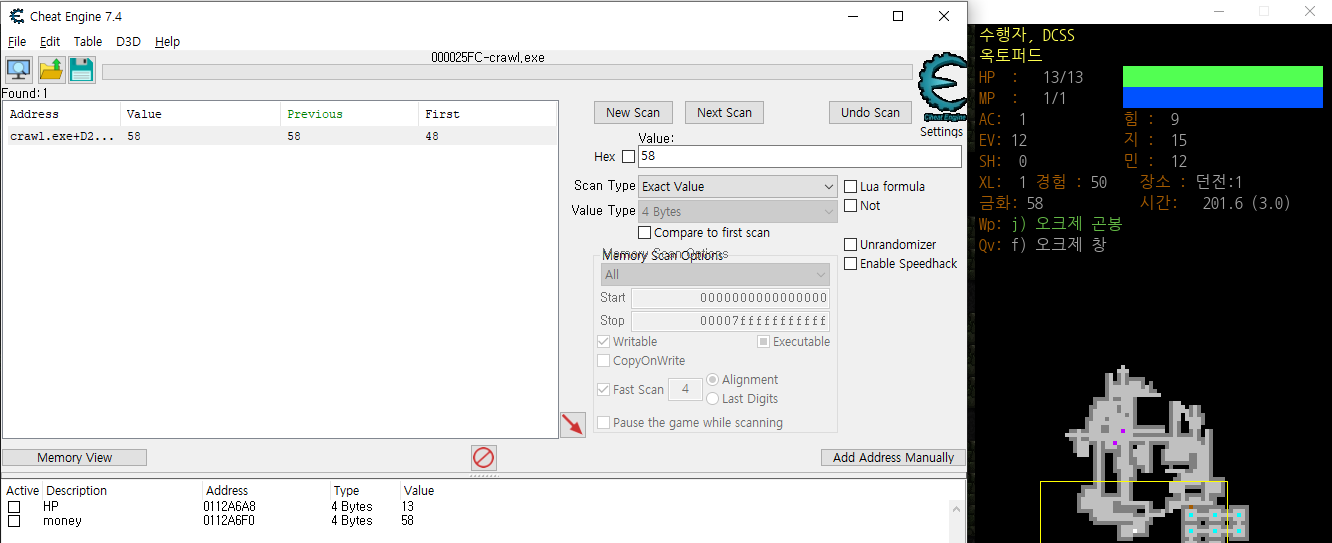 Cheat Engine 7.4
File Edit Table D3D Help
000025FC-crawl.exe
Found:1
Address Value Previous First
crawl.exe+D2... 58 58 48
New Scan Next Scan Undo Scan
Cheat Engine
Settings
Value:
Hex 58
Scan Type Exact Value
Lua formula
Value Type 4 Bytes
Not
Compare to first scan
Unrandomizer
Memory Scan Options
Enable Speedhack
All
Start 0000000000000000
Stop 00007fffffffffff
Writable Executable
CopyOnWrite
Fast Scan 4 Alignment
Last Digits
Pause the game while scanning
Memory View
Add Address Manually
Active Description Address Type Value
HP 0112A6A8 4 Bytes 13
money 0112A6F0 4 Bytes 58
수행자, DCSS
옥토퍼드
HP : 13/13
MP : 1/1
AC: 1 힘 : 9
EV: 12 지 : 15
SH: 0 민 : 12
XL: 1 경험 : 50 장소 : 던전:1
금화: 58 시간: 201.6 (3.0)
Wp: j) 오크제 곤봉
Qv: f) 오크제 창